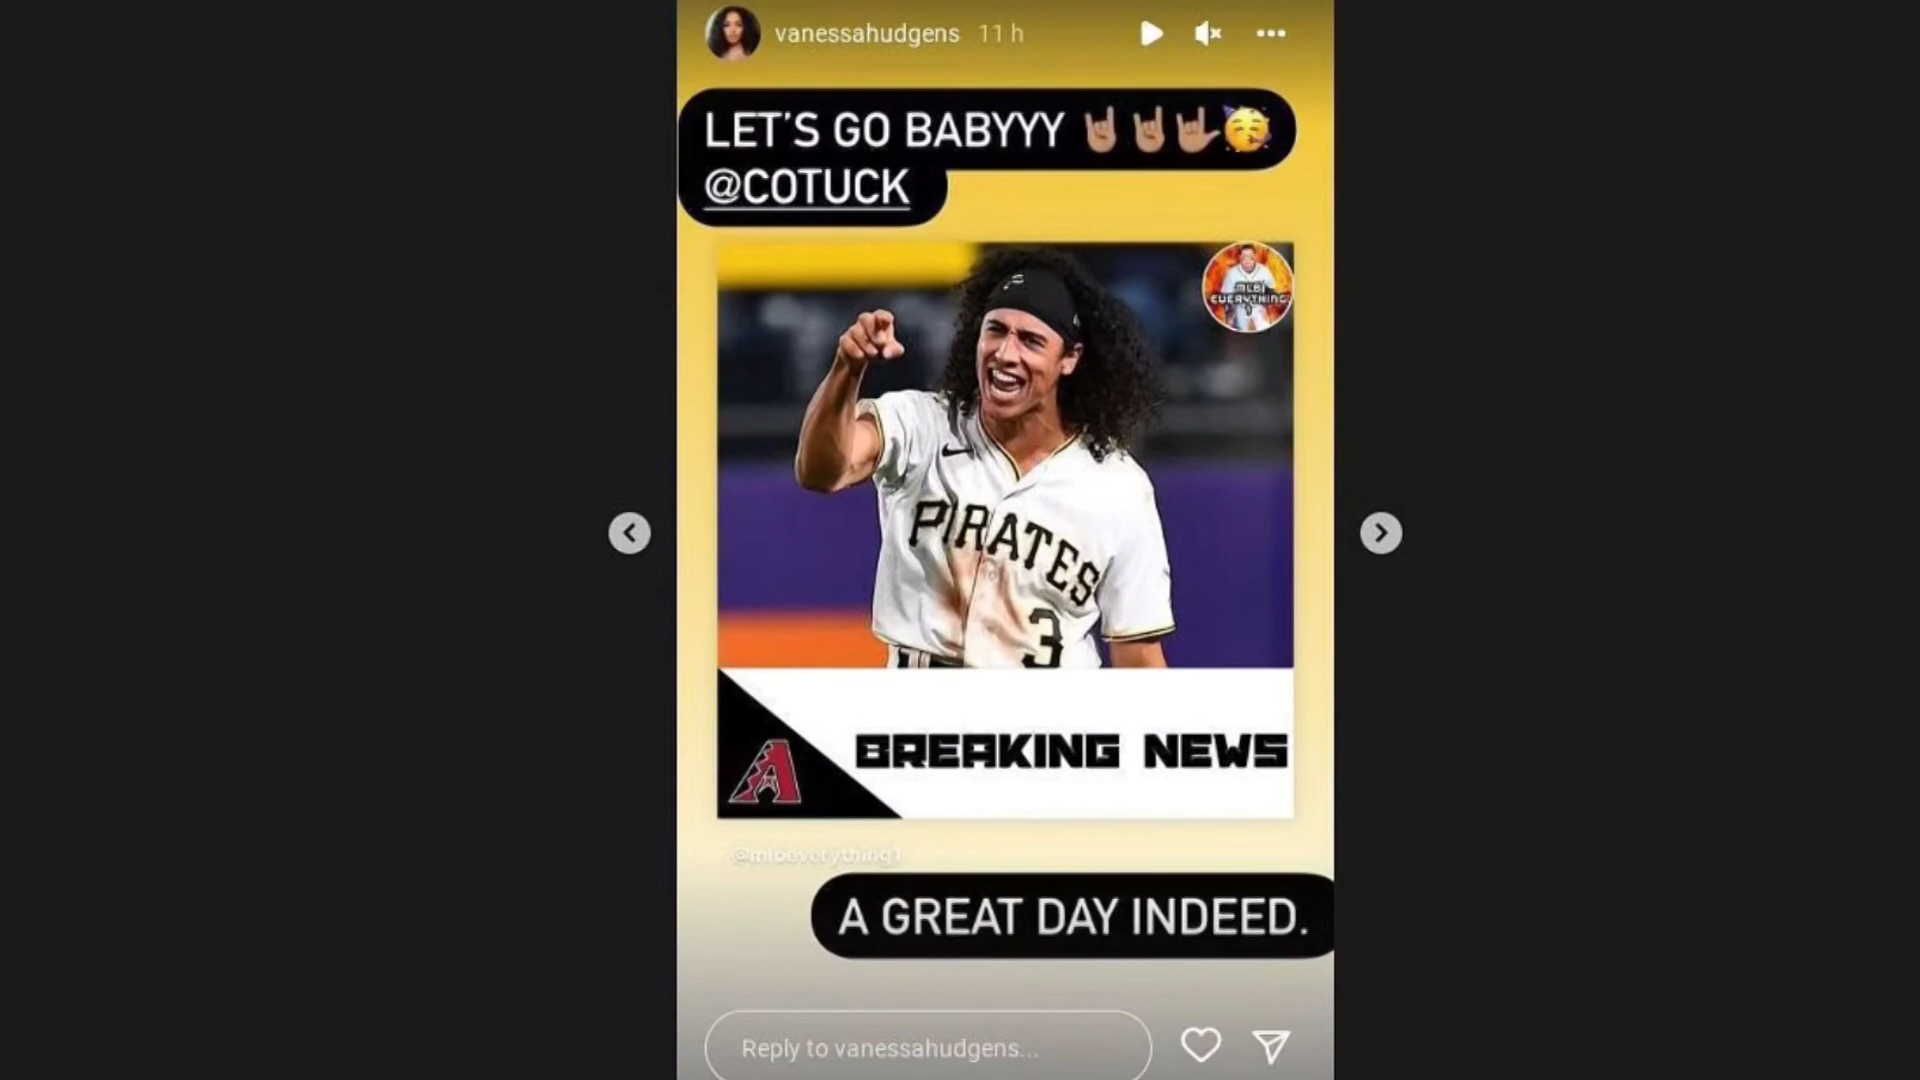 vanessahudgens 11 h
LET'S GO BABYYY
@COTUCK
MLB
EVERYTHING
PIRATES
3
A
BREAKING NEWS
@mlbeverything1
A GREAT DAY INDEED.
Reply to vanessahudgens...